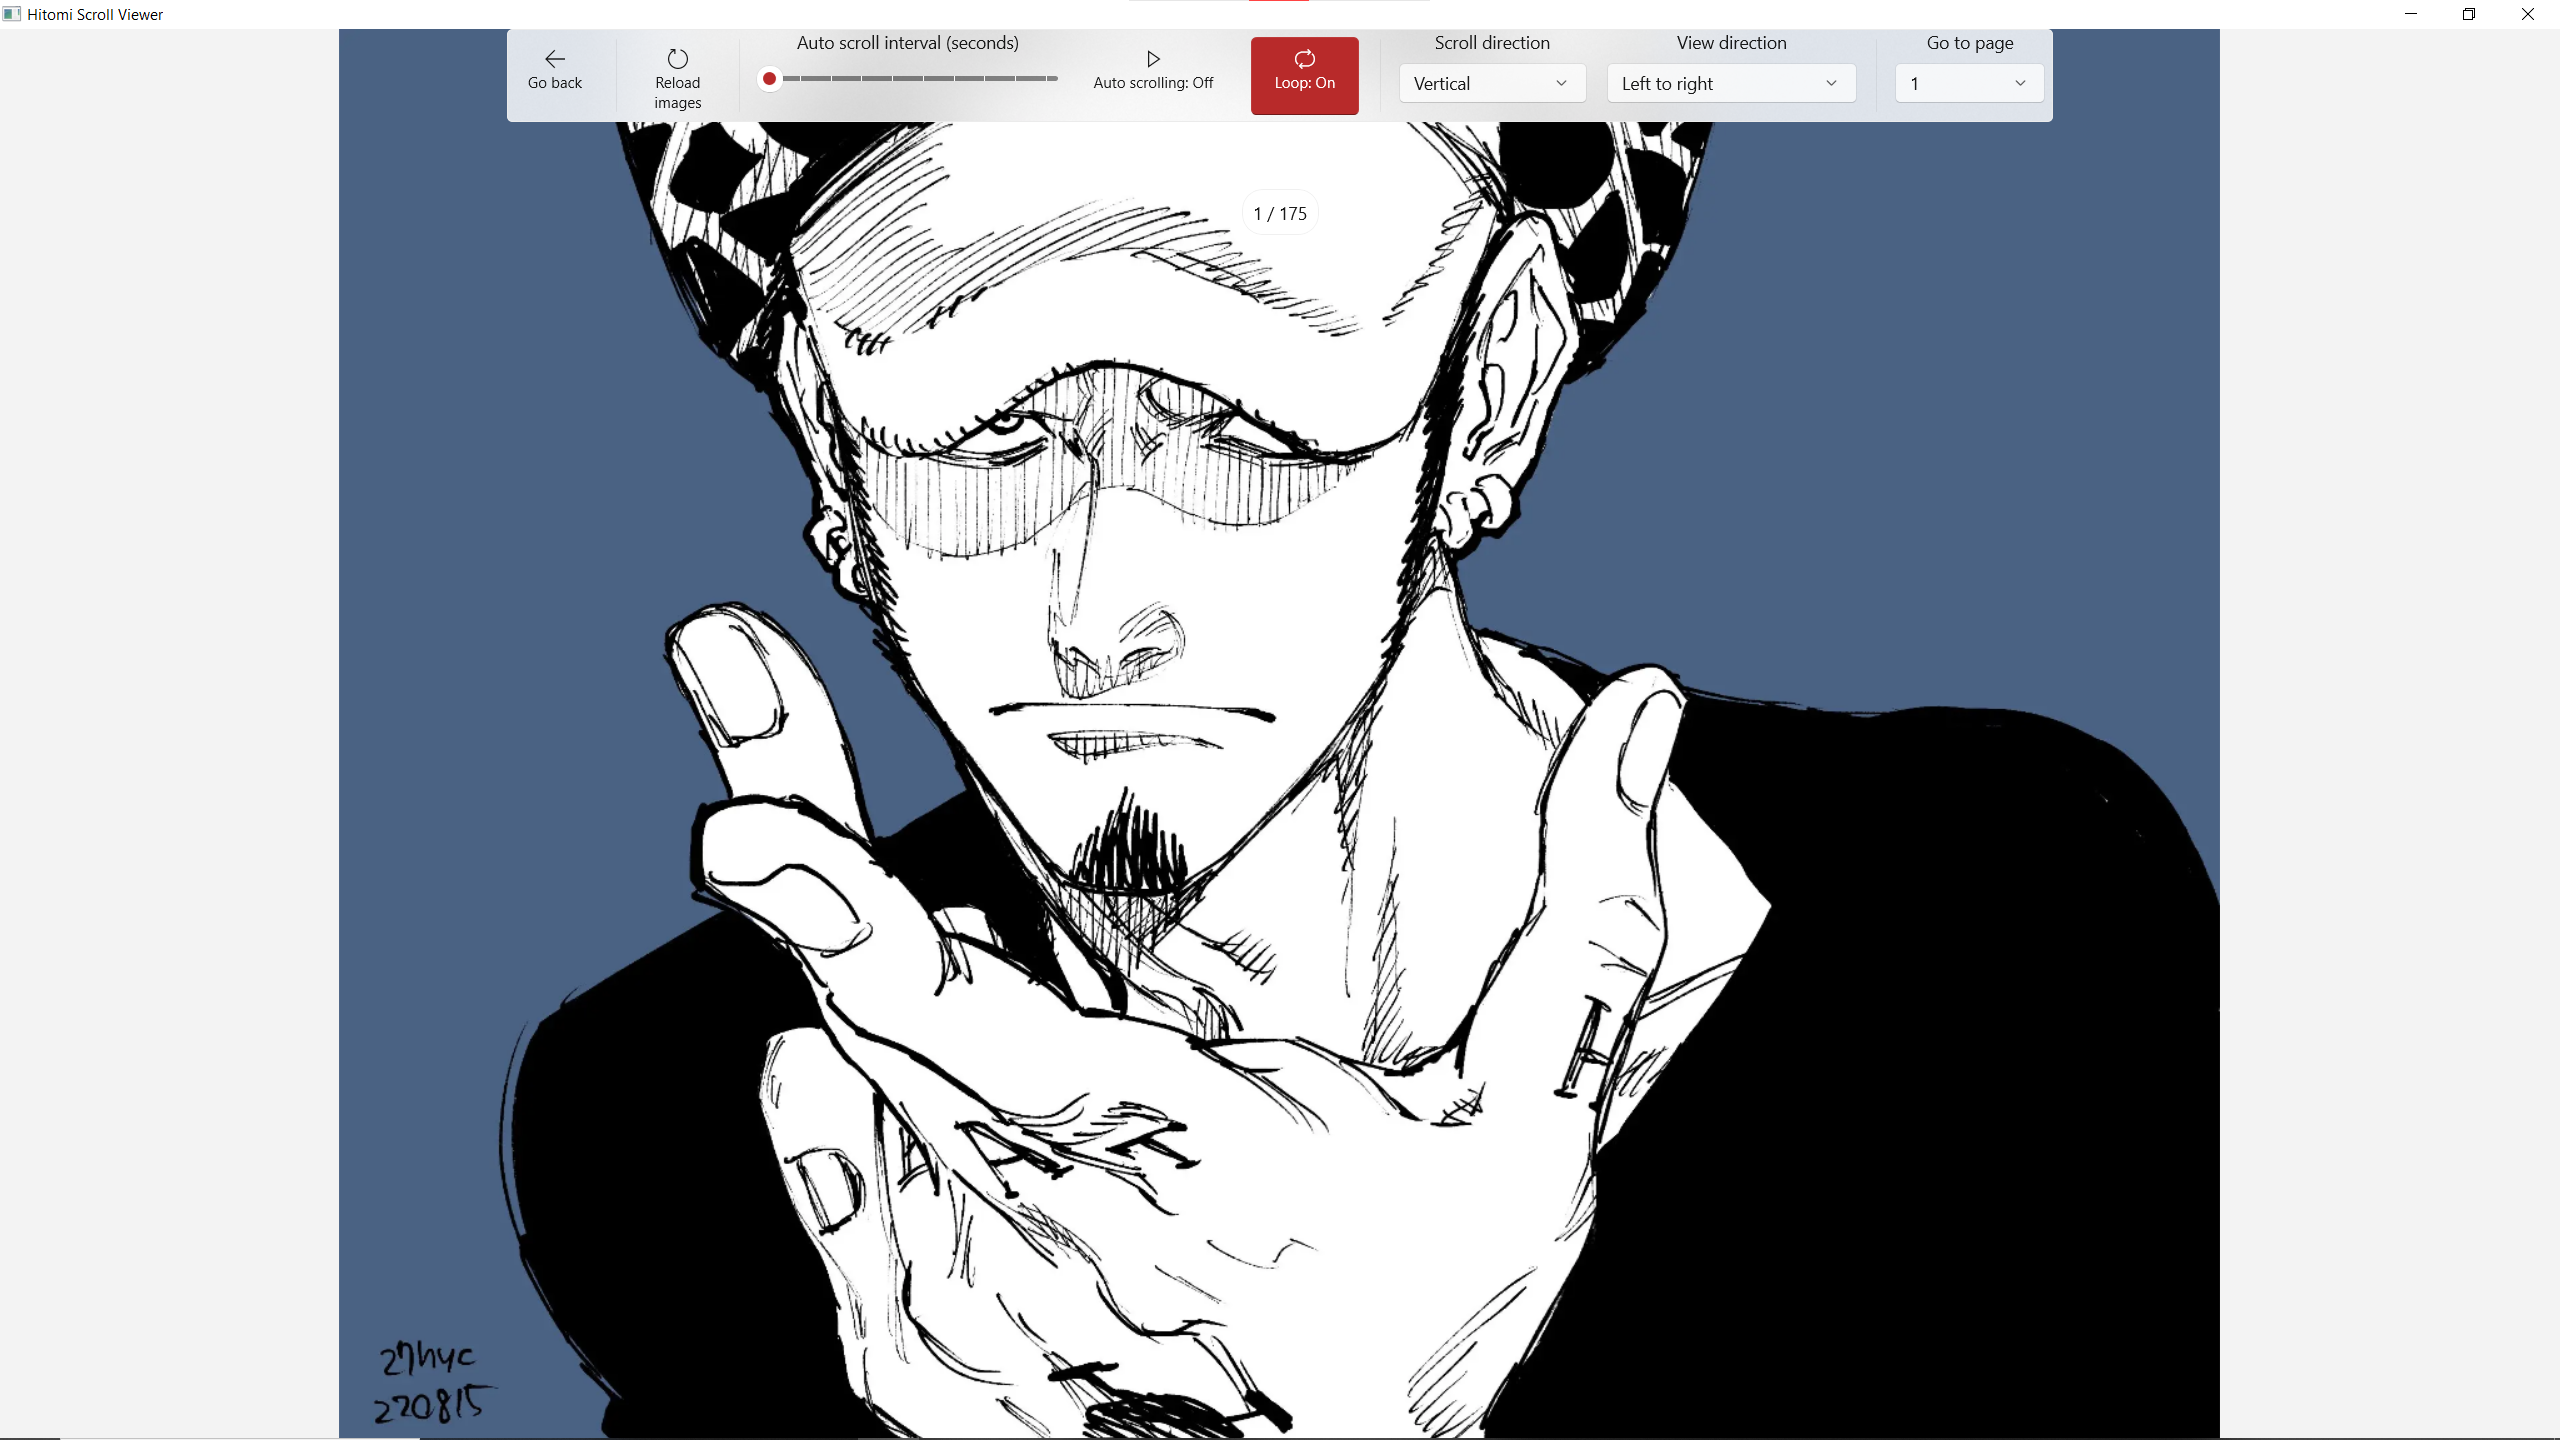 Hitomi Scroll Viewer
Auto scroll interval (seconds)
Scroll direction
View direction
Go to page
Go back
Reload
images
Auto scrolling: Off
Loop: On
Vertical
Left to right
1
1 / 175
D
E
A
T
H
27hyc
220815